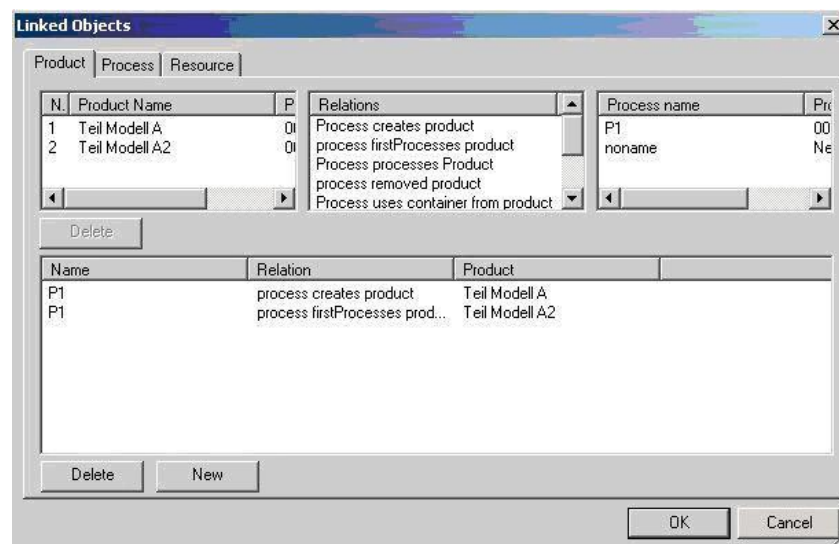 Linked Objects
Product Process Resource
N. Product Name P
1 Teil Modell A
2 Teil Modell A2
Relations
Process creates product
process firstProcesses product
Process processes Product
process removed product
Process uses container from product
Process name Pro
P1 00
noname Ne
Delete
Name Relation Product
P1 process creates product Teil Modell A
P1 process firstProcesses prod... Teil Modell A2
Delete New
OK Cancel